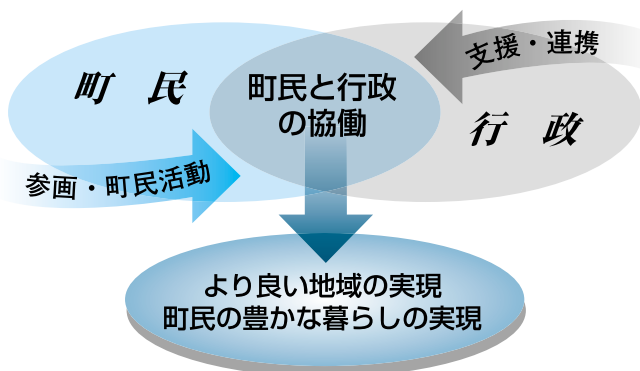 支援・連携
町民
町民と行政
の協働
行政
参画・町民活動
より良い地域の実現
町民の豊かな暮らしの実現